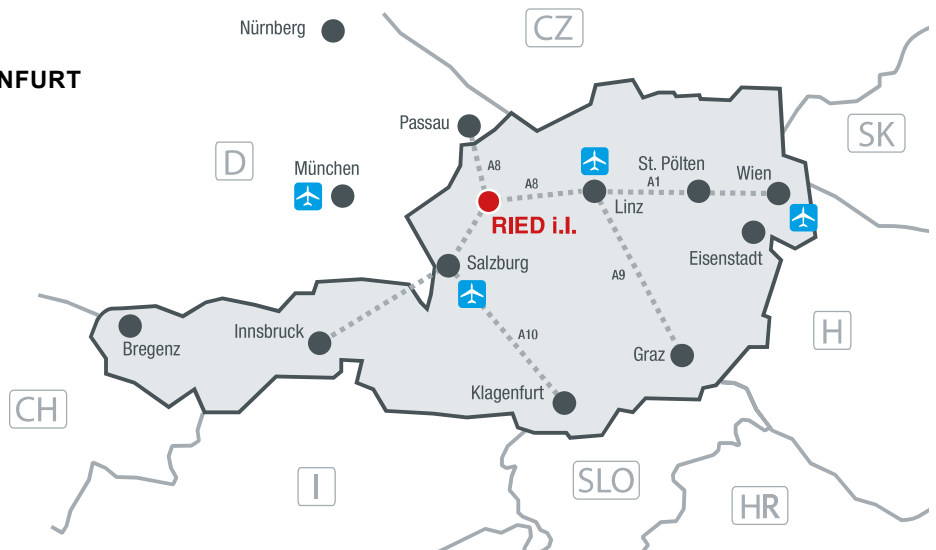 Nürnberg
CZ
NFURT
Passau
SK
D
München
A8
St. Pölten
Wien
A8
A1
Linz
RIED i.I.
Eisenstadt
Salzburg
A9
H
Innsbruck
A10
Bregenz
Graz
Klagenfurt
CH
I
SLO
HR